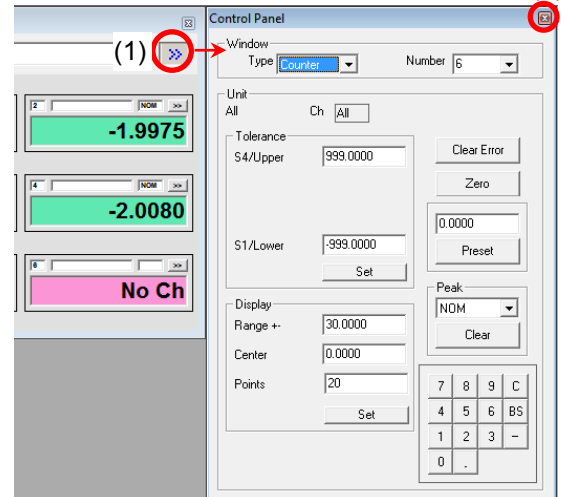 (1) >>
2 NOM >>
-1.9975
4 NOM >>
-2.0080
6 >>
No Ch
Control Panel
Window
Type Counter Number 6
Unit
All Ch All
Tolerance
S4/Upper 999.0000
S1/Lower -999.0000
Set
Clear Error
Zero
0.0000
Preset
Peak
NOM
Clear
Display
Range +- 30.0000
Center 0.0000
Points 20
Set
7 8 9 C
4 5 6 BS
1 2 3 -
0 .